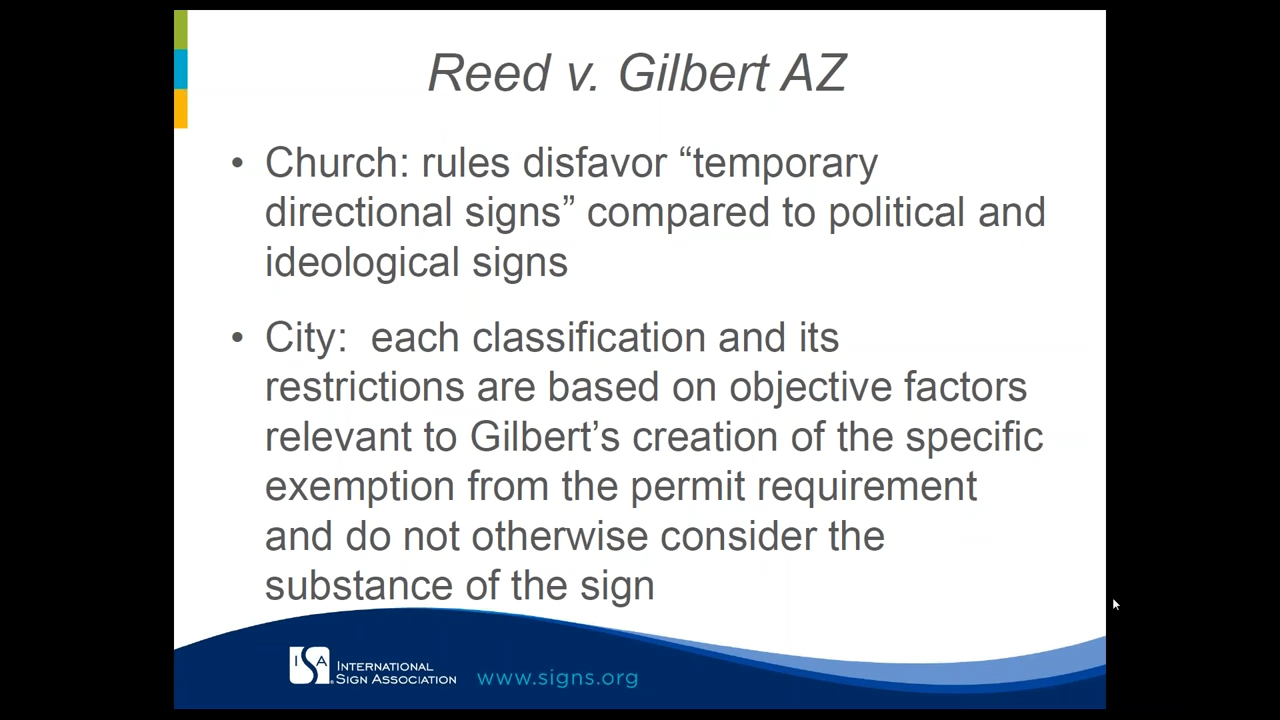 Reed v. Gilbert AZ
• Church: rules disfavor “temporary
directional signs” compared to political and
ideological signs
• City:  each classification and its
restrictions are based on objective factors
relevant to Gilbert’s creation of the specific
exemption from the permit requirement
and do not otherwise consider the
substance of the sign
ISA
INTERNATIONAL
SIGN ASSOCIATION
www.signs.org